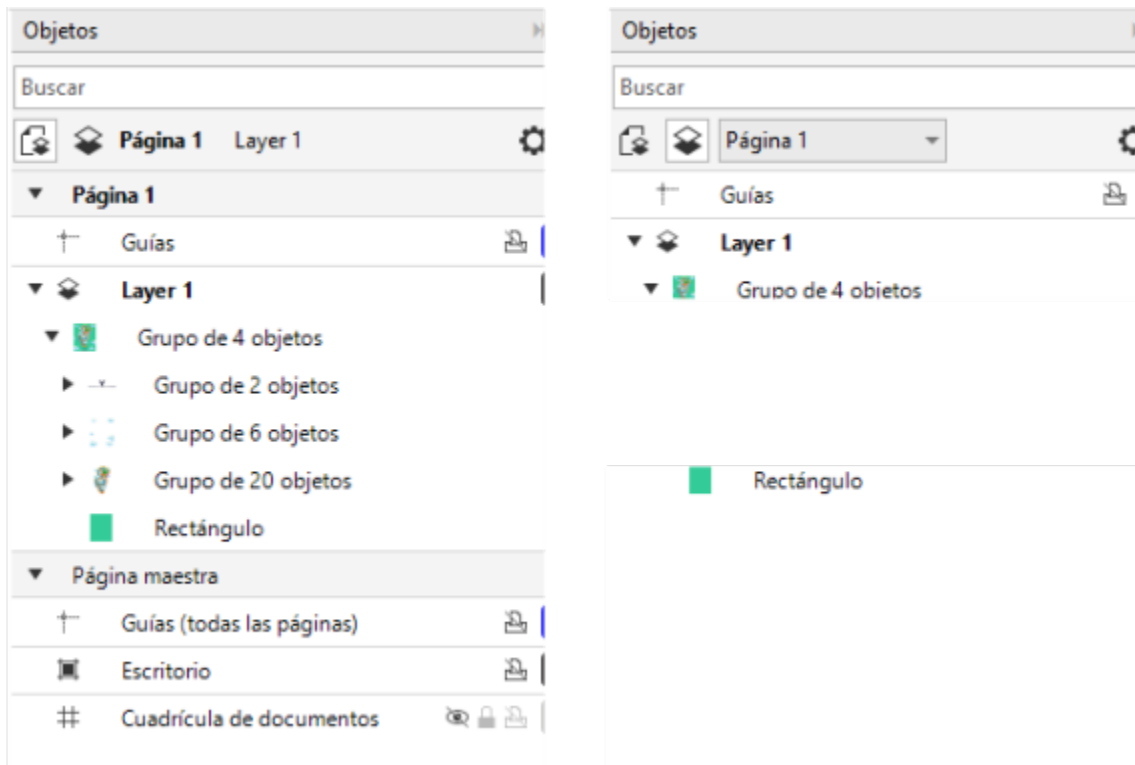 Objetos
Buscar
Página 1 Layer 1
Página 1
Guías
Layer 1
Grupo de 4 objetos
Grupo de 2 objetos
Grupo de 6 objetos
Grupo de 20 objetos
Rectángulo
Página maestra
Guías (todas las páginas)
Escritorio
Cuadrícula de documentos
Objetos
Buscar
Página 1
Guías
Layer 1
Grupo de 4 objetos
Rectángulo